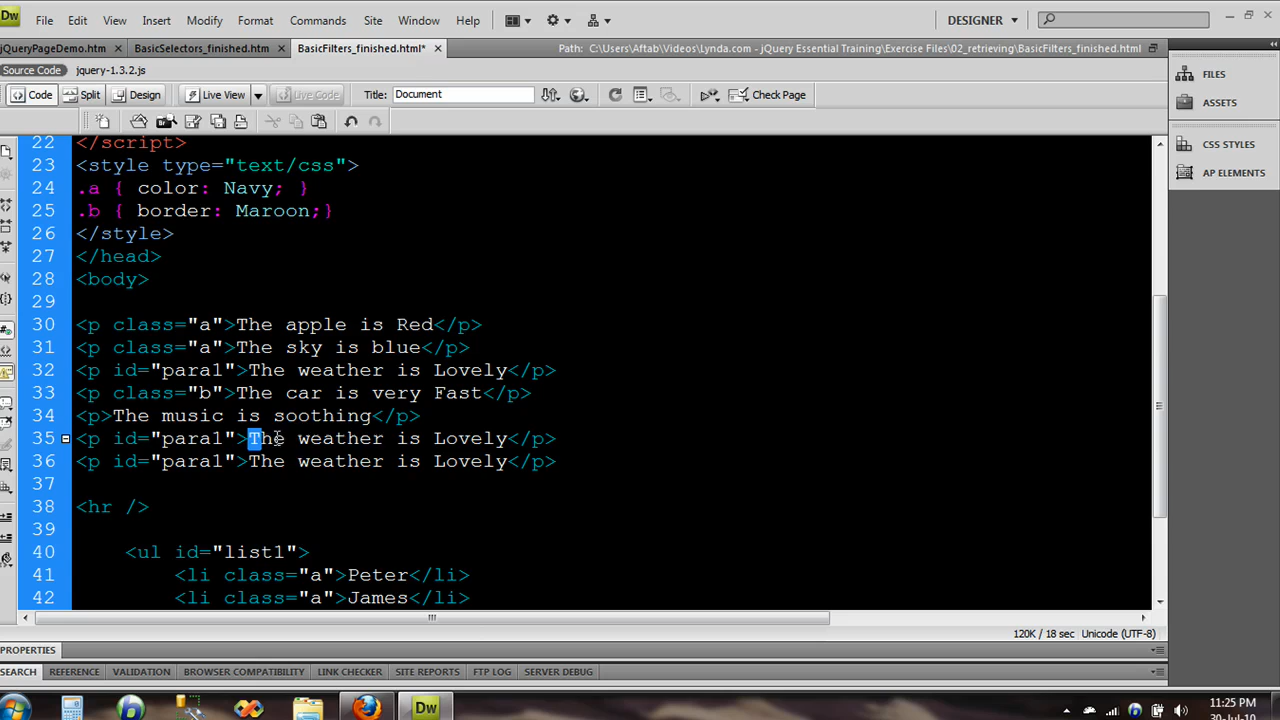 Dw File Edit View Insert Modify Format Commands Site Window Help DESIGNER
jQueryPageDemo.htm × BasicSelectors_finished.htm × BasicFilters_finished.html* × Path: C:\Users\Aftab\Videos\Lynda.com - jQuery Essential Training\Exercise Files\02_retrieving\BasicFilters_finished.html
Source Code jquery-1.3.2.js
Code Split Design Live View Live Code Title: Document Check Page
22 </script>
23 <style type="text/css">
24 .a { color: Navy; }
25 .b { border: Maroon;}
26 </style>
27 </head>
28 <body>
29
30 <p class="a">The apple is Red</p>
31 <p class="a">The sky is blue</p>
32 <p id="para1">The weather is Lovely</p>
33 <p class="b">The car is very Fast</p>
34 <p>The music is soothing</p>
35 <p id="para1">The weather is Lovely</p>
36 <p id="para1">The weather is Lovely</p>
37
38 <hr />
39
40 <ul id="list1">
41 <li class="a">Peter</li>
42 <li class="a">James</li>
120K / 18 sec Unicode (UTF-8)
PROPERTIES
SEARCH REFERENCE VALIDATION BROWSER COMPATIBILITY LINK CHECKER SITE REPORTS FTP LOG SERVER DEBUG
FILES
ASSETS
CSS STYLES
AP ELEMENTS
Dw
11:25 PM
30-Jul-10